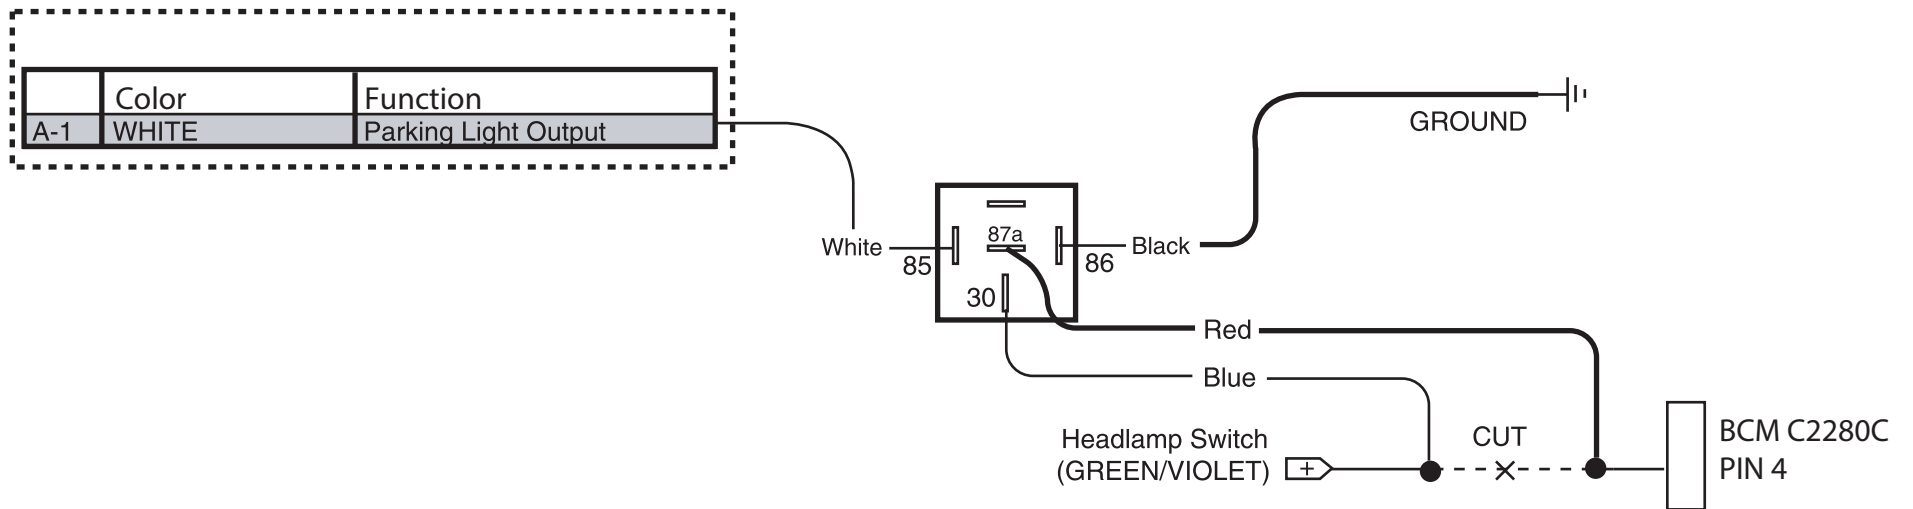 Color Function
A-1 WHITE Parking Light Output
GROUND
White
85
87a
86
Black
30
Red
Blue
Headlamp Switch
(GREEN/VIOLET)
+
CUT
BCM C2280C
PIN 4